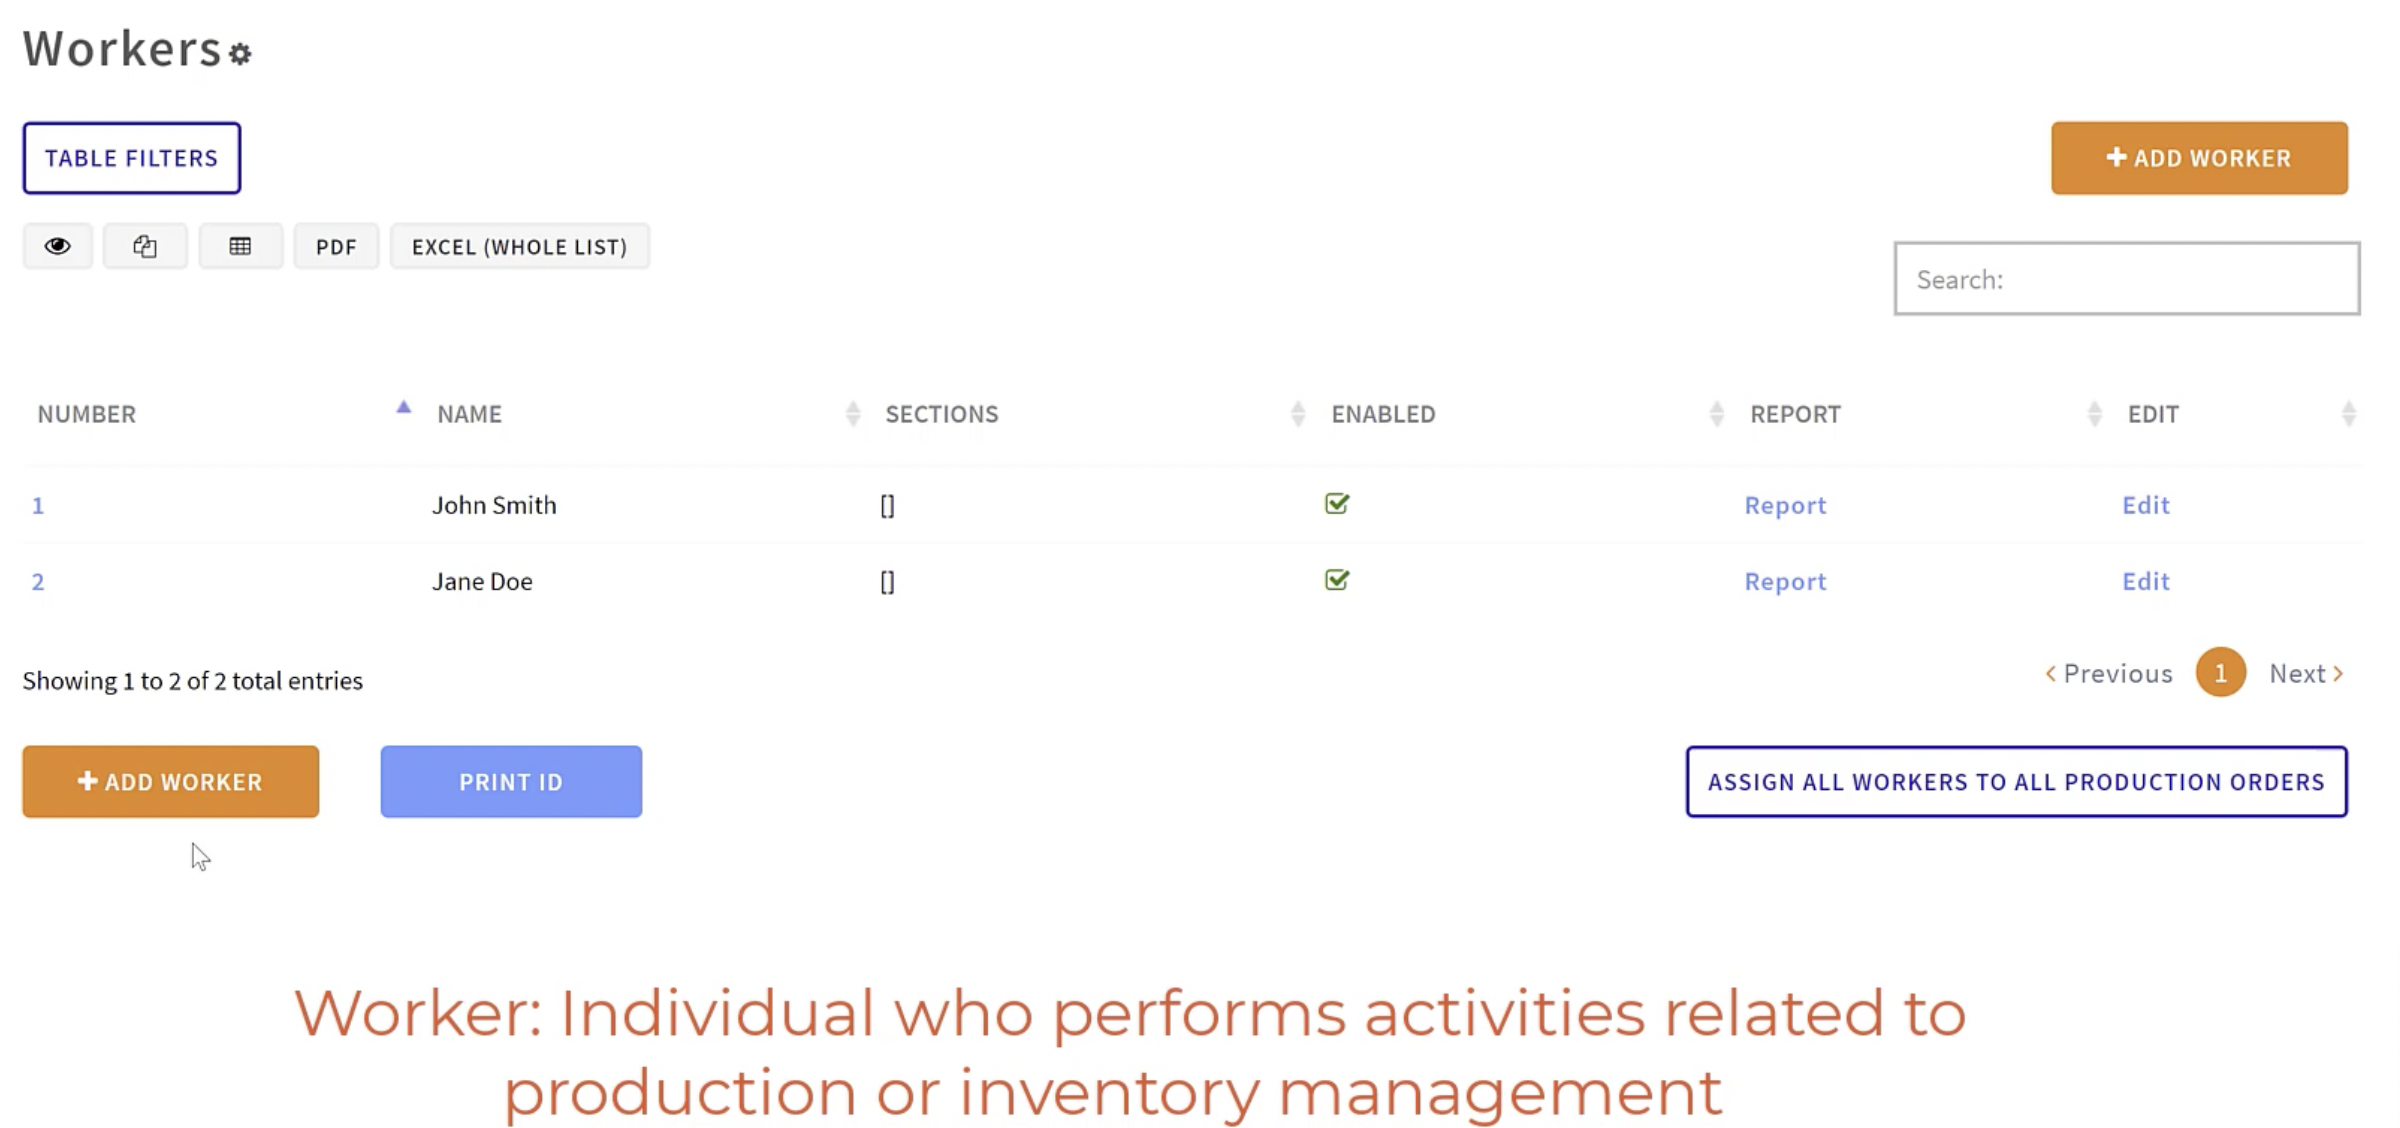 Workers
TABLE FILTERS
+ ADD WORKER
PDF EXCEL (WHOLE LIST)
Search:
NUMBER NAME SECTIONS ENABLED REPORT EDIT
1 John Smith [] Report Edit
2 Jane Doe [] Report Edit
Showing 1 to 2 of 2 total entries
< Previous 1 Next >
+ ADD WORKER PRINT ID ASSIGN ALL WORKERS TO ALL PRODUCTION ORDERS
Worker: Individual who performs activities related to
production or inventory management